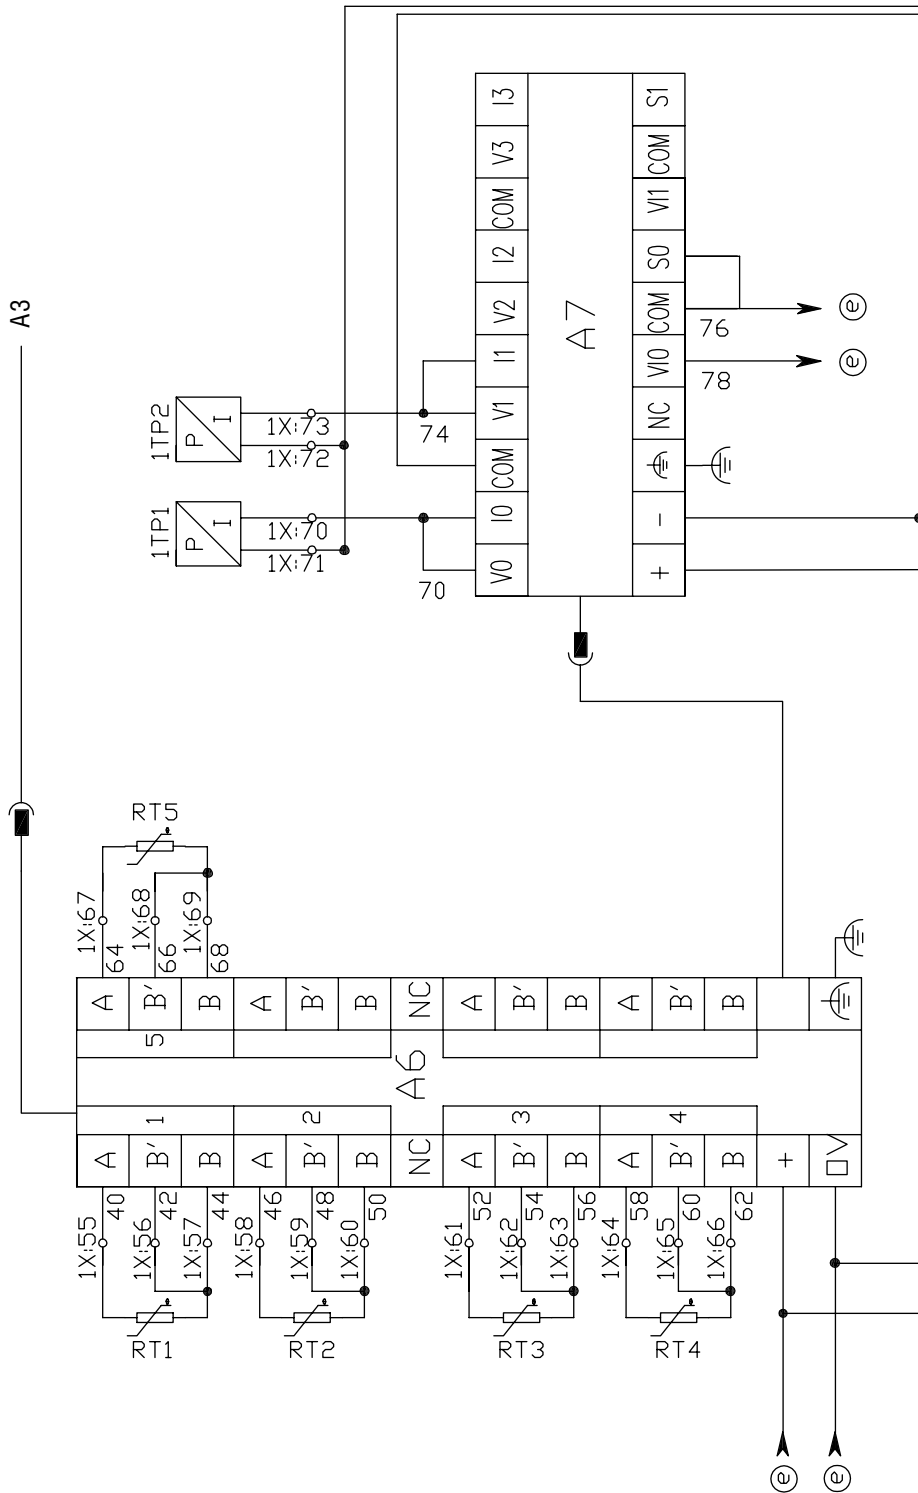 A3
1TP2
P
I
1X:73
1X:72
1TP1
P
I
1X:70
1X:71
74
70
V0
I0
COM
V1
I1
V2
I2
COM
V3
I3
A7
+
-
NC
VI0
COM
S0
VI1
COM
S1
76
78
e
e
RT5
1X:67
64
1X:68
66
1X:69
68
A
B'
B
A
B'
B
NC
A
B'
B
A
B'
B
5
A6
1
2
3
4
A
B'
B
A
B'
B
NC
A
B'
B
A
B'
B
+
0V
1X:55
40
1X:56
42
1X:57
44
1X:58
46
1X:59
48
1X:60
50
1X:61
52
1X:62
54
1X:63
56
1X:64
58
1X:65
60
1X:66
62
RT1
RT2
RT3
RT4
e
e